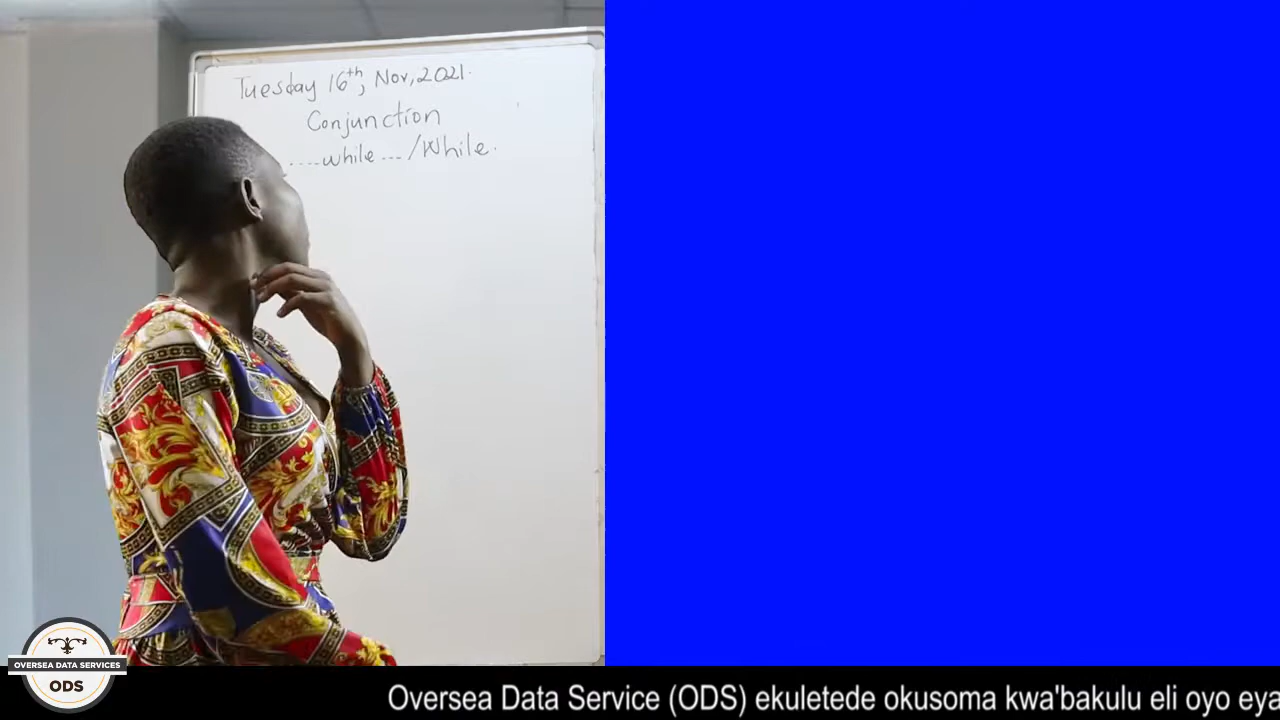 Tuesday 16th, Nov, 2021.
Conjunction
....while.../While.
OVERSEA DATA SERVICES
ODS
Oversea Data Service (ODS) ekuletede okusoma kwa'bakulu eli oyo eya